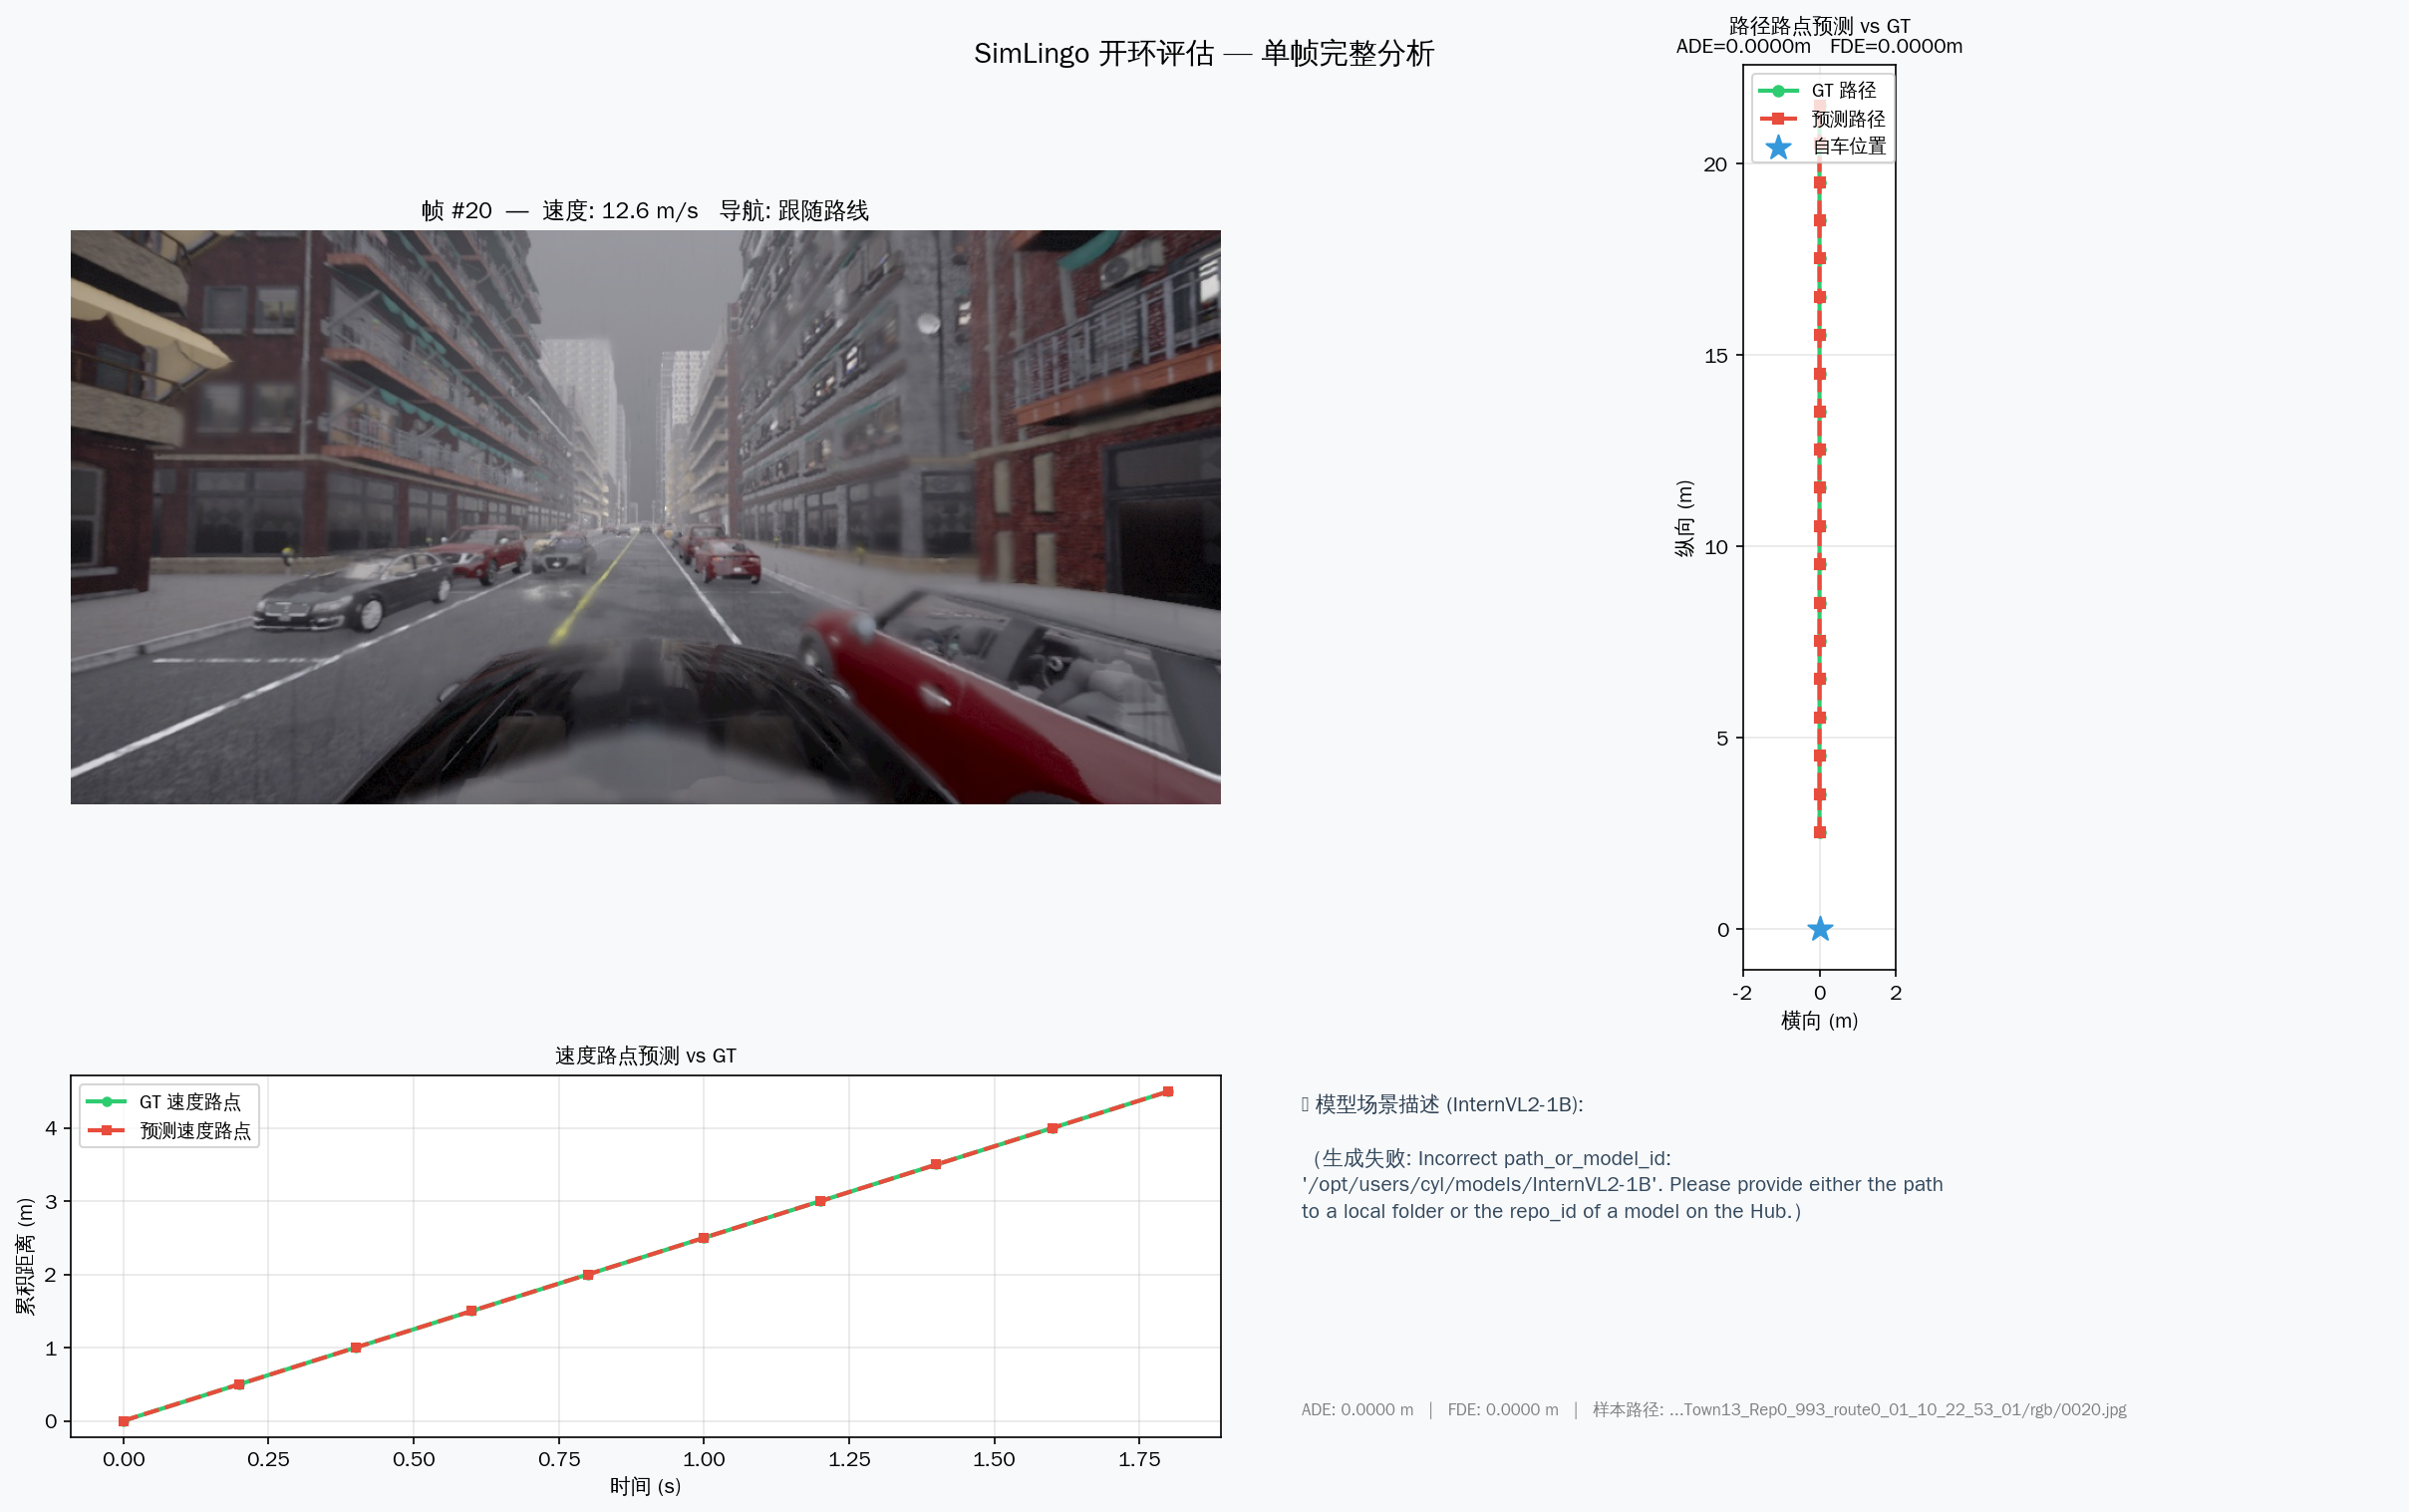 SimLingo 开环评估 — 单帧完整分析
帧 #20 — 速度: 12.6 m/s 导航: 跟随路线
路径路点预测 vs GT
ADE=0.0000m FDE=0.0000m
GT 路径
预测路径
自车位置
20
15
10
5
0
纵向 (m)
-2 0 2
横向 (m)
速度路点预测 vs GT
GT 速度路点
预测速度路点
4
3
2
1
0
累积距离 (m)
0.00 0.25 0.50 0.75 1.00 1.25 1.50 1.75
时间 (s)
模型场景描述 (InternVL2-1B):
（生成失败: Incorrect path_or_model_id:
'/opt/users/cyl/models/InternVL2-1B'. Please provide either the path
to a local folder or the repo_id of a model on the Hub.）
ADE: 0.0000 m | FDE: 0.0000 m | 样本路径: ...Town13_Rep0_993_route0_01_10_22_53_01/rgb/0020.jpg